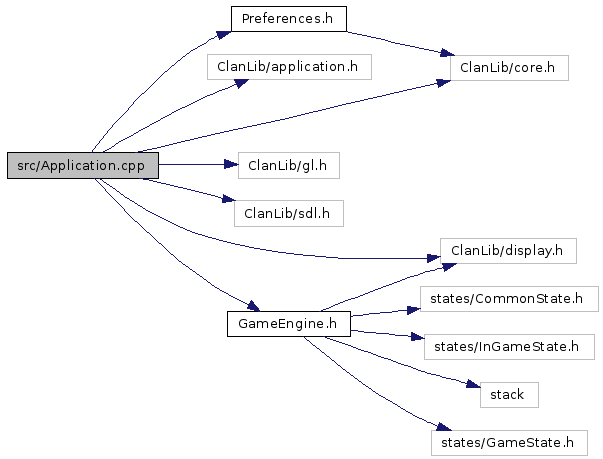 Preferences.h
ClanLib/application.h
ClanLib/core.h
src/Application.cpp
ClanLib/gl.h
ClanLib/sdl.h
ClanLib/display.h
states/CommonState.h
GameEngine.h
states/InGameState.h
stack
states/GameState.h